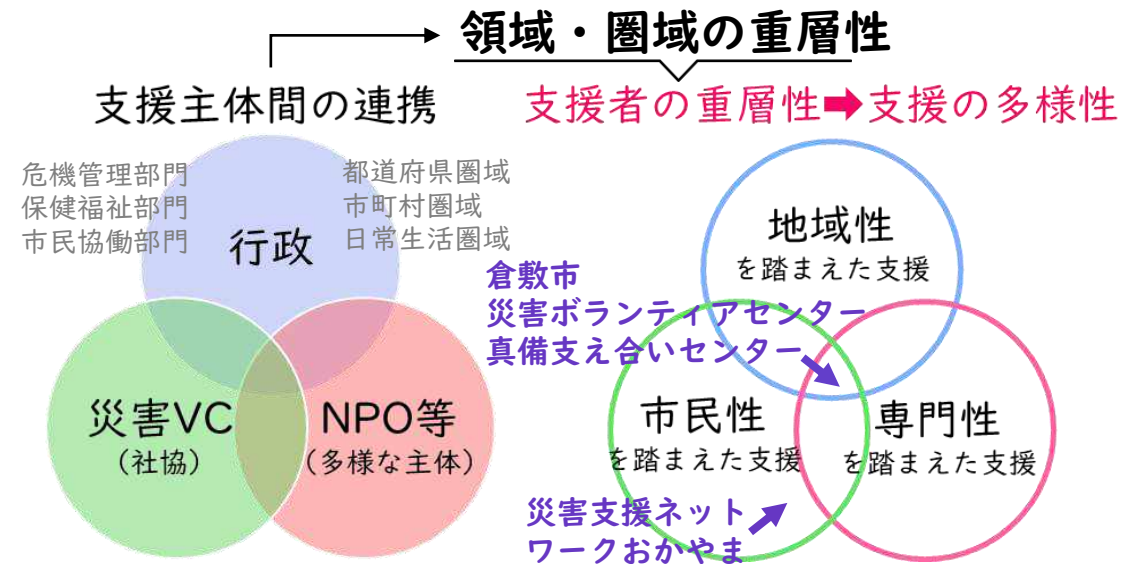 領域・圏域の重層性
支援主体間の連携
支援者の重層性➡支援の多様性
危機管理部門
保健福祉部門
市民協働部門
都道府県圏域
市町村圏域
日常生活圏域
行政
災害VC
(社協)
NPO等
(多様な主体)
地域性
を踏まえた支援
倉敷市
災害ボランティアセンター
真備支え合いセンター
市民性
を踏まえた支援
専門性
を踏まえた支援
災害支援ネット
ワークおかやま